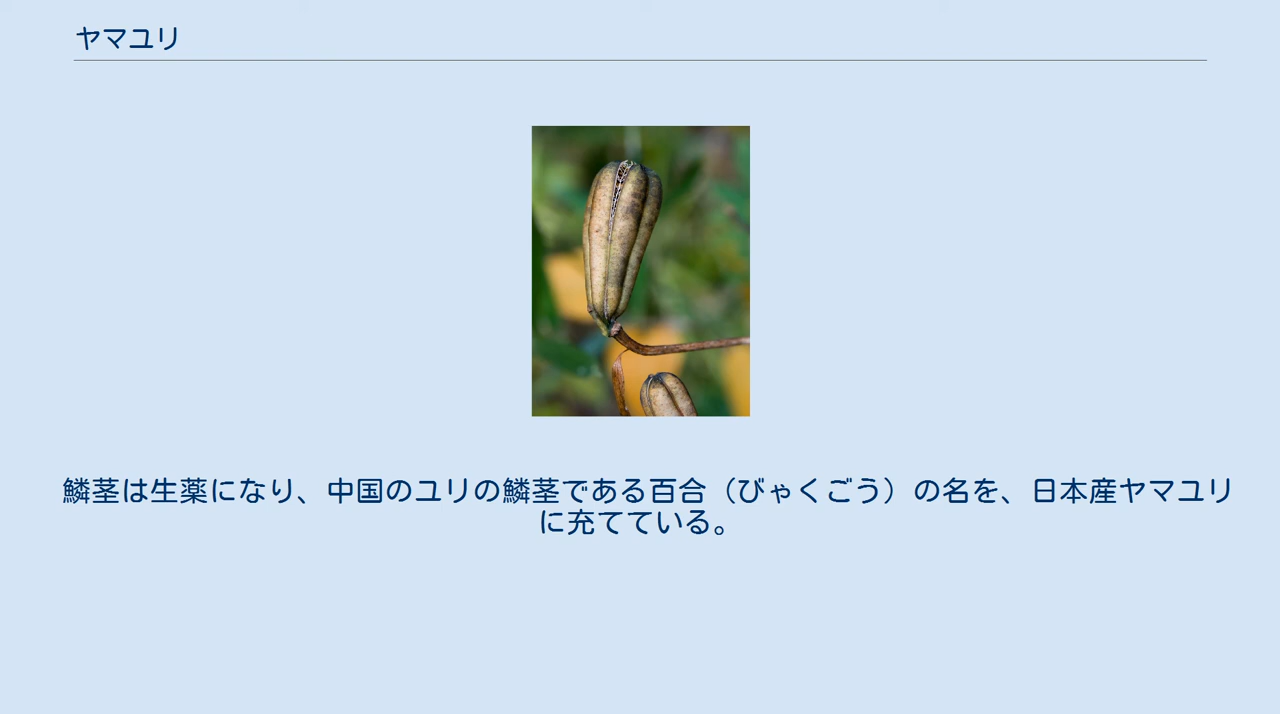 ヤマユリ
鱗茎は生薬になり、中国のユリの鱗茎である百合（びゃくごう）の名を、日本産ヤマユリ
に充てている。